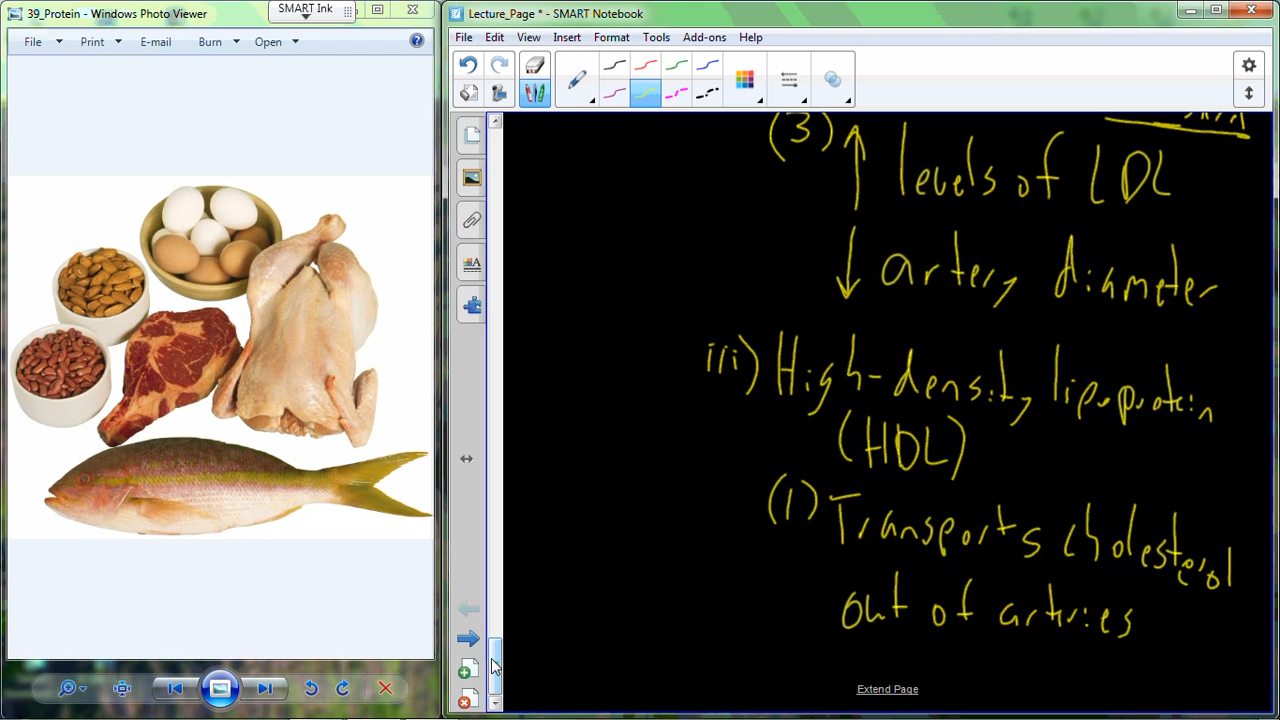 39_Protein - Windows Photo Viewer
SMART Ink
File Print E-mail Burn Open
Lecture_Page * - SMART Notebook
File Edit View Insert Format Tools Add-ons Help
(3) ↑ levels of LDL
↓ artery diameter
iii) High-density lipoprotein
(HDL)
(1) Transports cholesterol
out of arteries
Extend Page